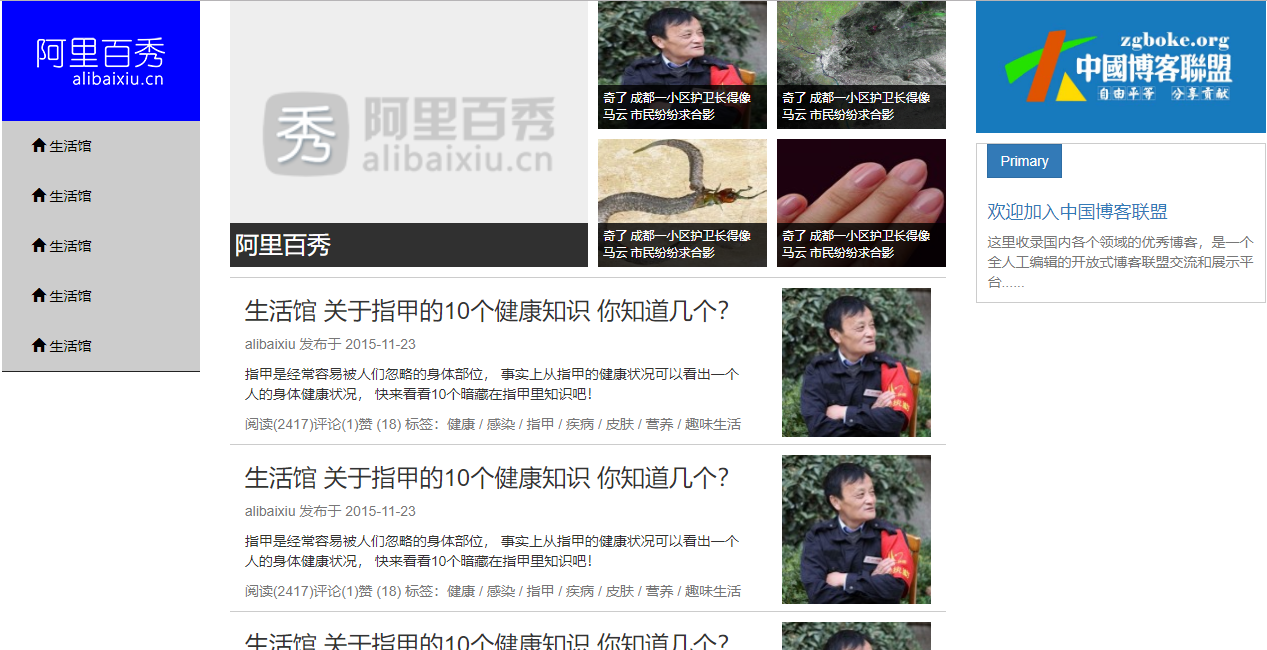 阿里百秀
alibaixiu.cn
生活馆
生活馆
生活馆
生活馆
生活馆
秀
阿里百秀
alibaixiu.cn
阿里百秀
奇了 成都一小区护卫长得像
马云 市民纷纷求合影
奇了 成都一小区护卫长得像
马云 市民纷纷求合影
奇了 成都一小区护卫长得像
马云 市民纷纷求合影
奇了 成都一小区护卫长得像
马云 市民纷纷求合影
生活馆 关于指甲的10个健康知识 你知道几个?
alibaixiu 发布于 2015-11-23
指甲是经常容易被人们忽略的身体部位， 事实上从指甲的健康状况可以看出一个
人的身体健康状况， 快来看看10个暗藏在指甲里知识吧!
阅读(2417)评论(1)赞 (18) 标签：健康 / 感染 / 指甲 / 疾病 / 皮肤 / 营养 / 趣味生活
生活馆 关于指甲的10个健康知识 你知道几个?
alibaixiu 发布于 2015-11-23
指甲是经常容易被人们忽略的身体部位， 事实上从指甲的健康状况可以看出一个
人的身体健康状况， 快来看看10个暗藏在指甲里知识吧!
阅读(2417)评论(1)赞 (18) 标签：健康 / 感染 / 指甲 / 疾病 / 皮肤 / 营养 / 趣味生活
生活馆 关于指甲的10个健康知识 你知道几个?
zgboke.org
中國博客聯盟
自由平等 分享貢献
Primary
欢迎加入中国博客联盟
这里收录国内各个领域的优秀博客，是一个
全人工编辑的开放式博客联盟交流和展示平
台......